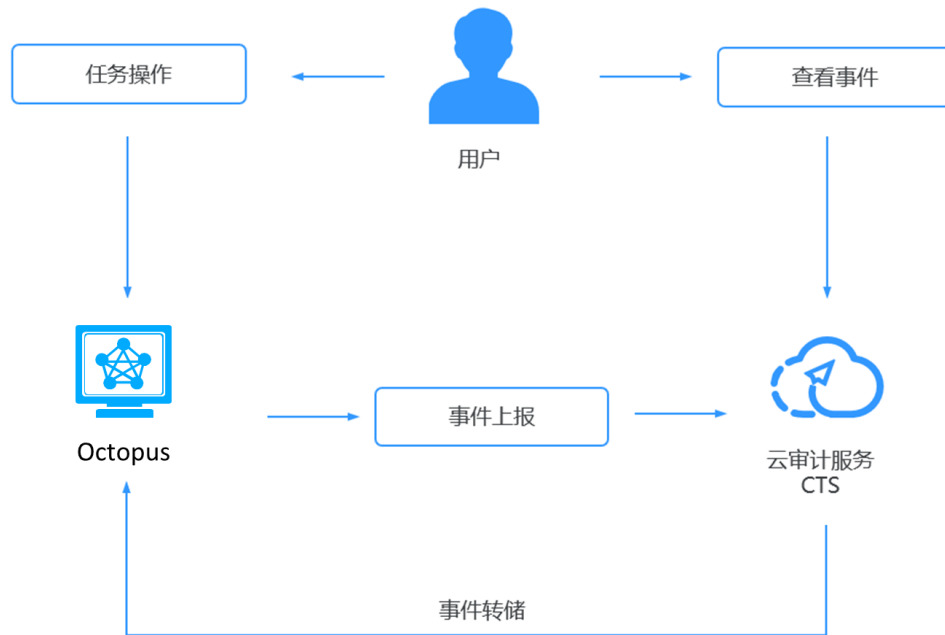 任务操作
查看事件
用户
事件上报
Octopus
云审计服务
CTS
事件转储